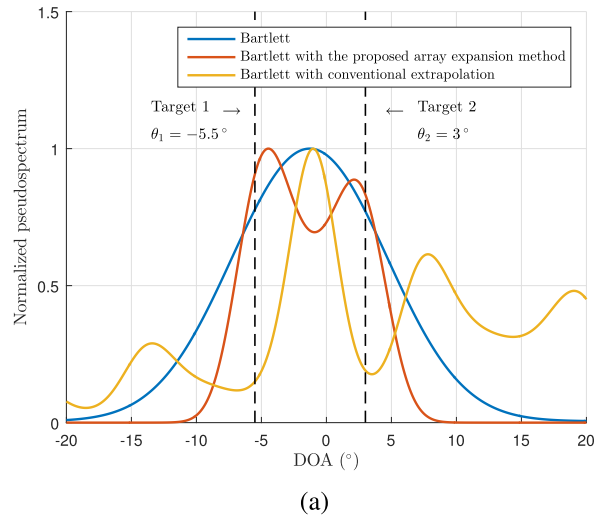 1.5
Bartlett
Bartlett with the proposed array expansion method
Bartlett with conventional extrapolation
Target 1 →
θ₁ = −5.5°
← Target 2
θ₂ = 3°
1
0.5
0
Normalized pseudospectrum
-20 -15 -10 -5 0 5 10 15 20
DOA (°)
(a)